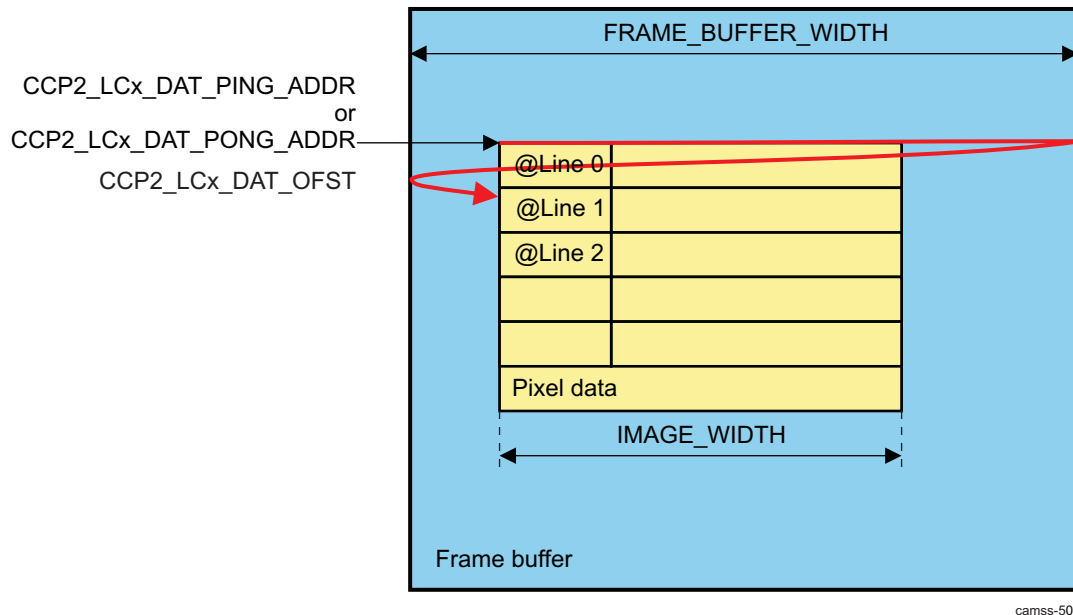 FRAME_BUFFER_WIDTH
CCP2_LCx_DAT_PING_ADDR
or
CCP2_LCx_DAT_PONG_ADDR
CCP2_LCx_DAT_OFST
@Line 0
@Line 1
@Line 2
Pixel data
IMAGE_WIDTH
Frame buffer
camss-50